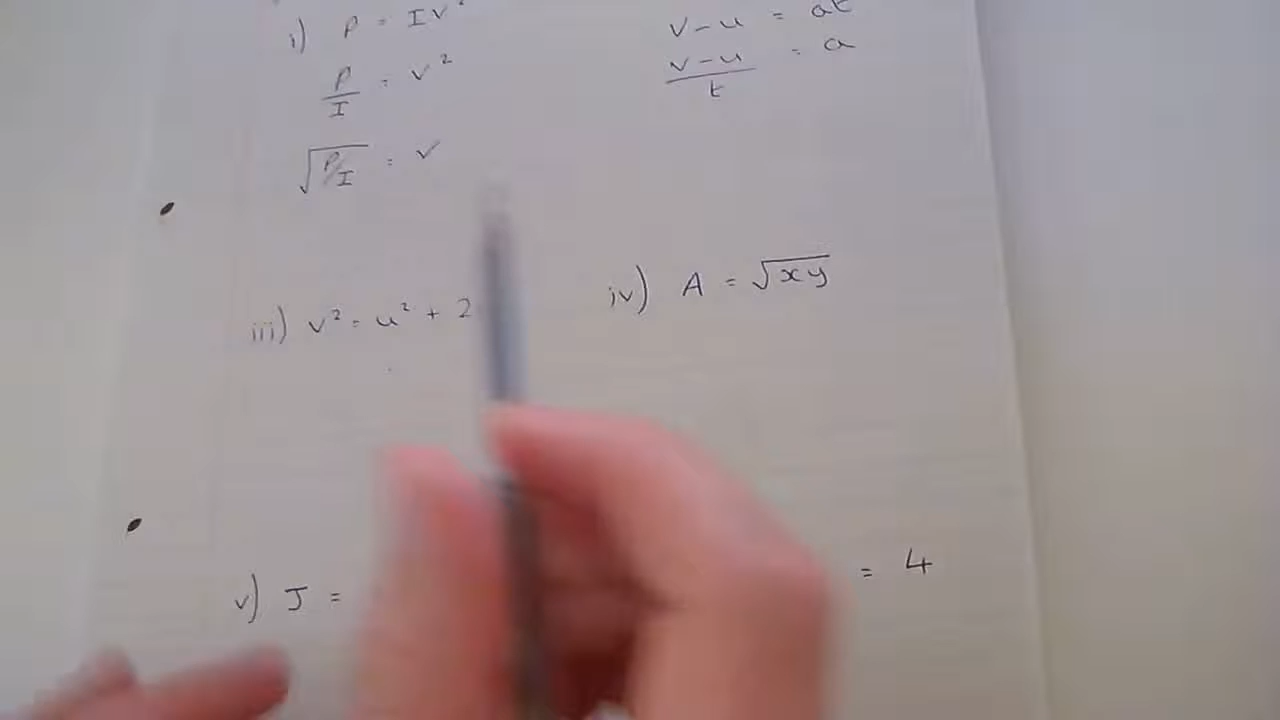 i) P = IV²
P/I = V²
√P/I = V
V-u = at
V-u/t = a
iii) v² = u² + 2
iv) A = √xy
v) J =
= 4